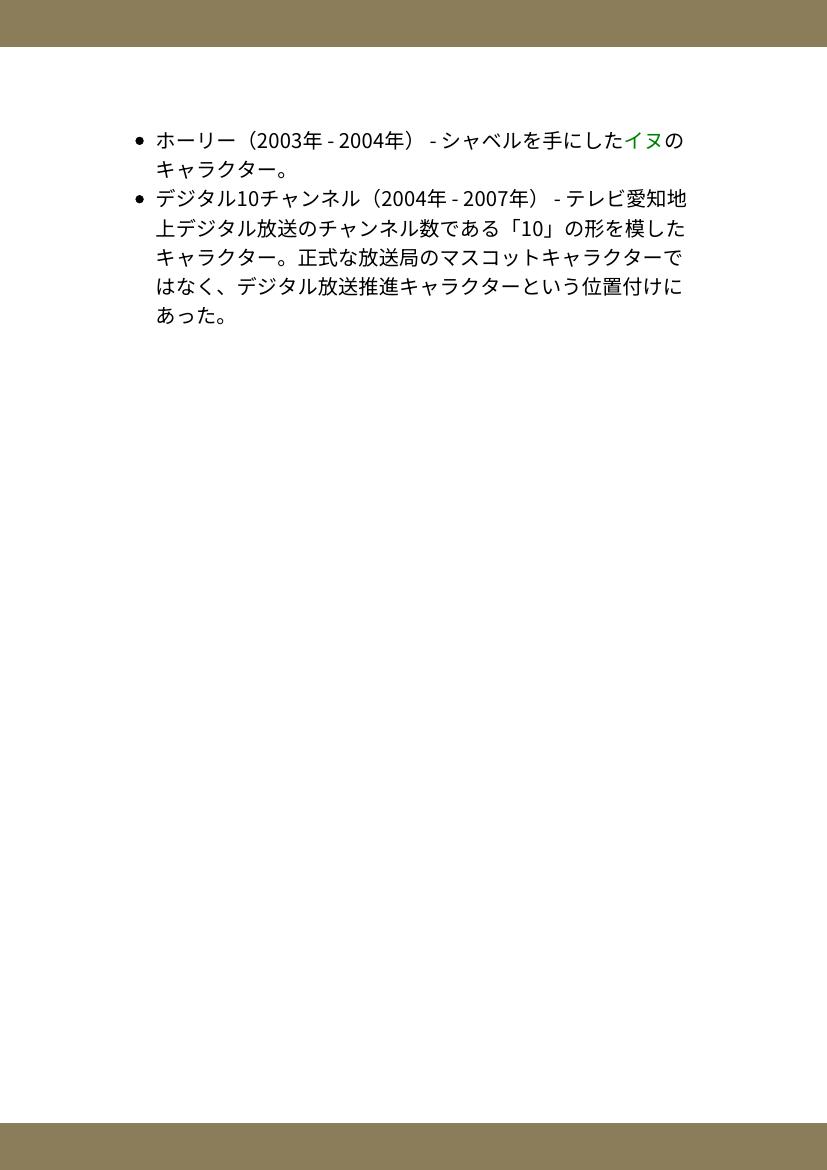 • ホーリー（2003年 - 2004年） - シャベルを手にしたイヌの
キャラクター。
• デジタル10チャンネル（2004年 - 2007年） - テレビ愛知地
上デジタル放送のチャンネル数である「10」の形を模した
キャラクター。正式な放送局のマスコットキャラクターで
はなく、デジタル放送推進キャラクターという位置付けに
あった。